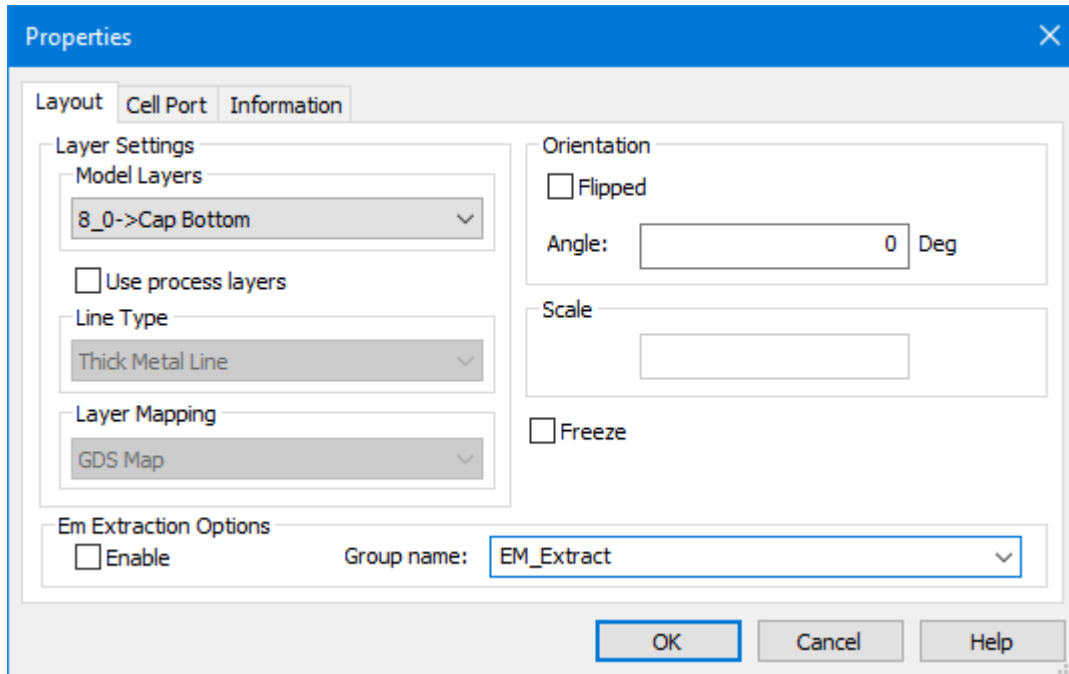 Properties
Layout Cell Port Information
Layer Settings
Model Layers
8_0->Cap Bottom
Use process layers
Line Type
Thick Metal Line
Layer Mapping
GDS Map
Orientation
Flipped
Angle: 0 Deg
Scale
Freeze
Em Extraction Options
Enable Group name: EM_Extract
OK Cancel Help